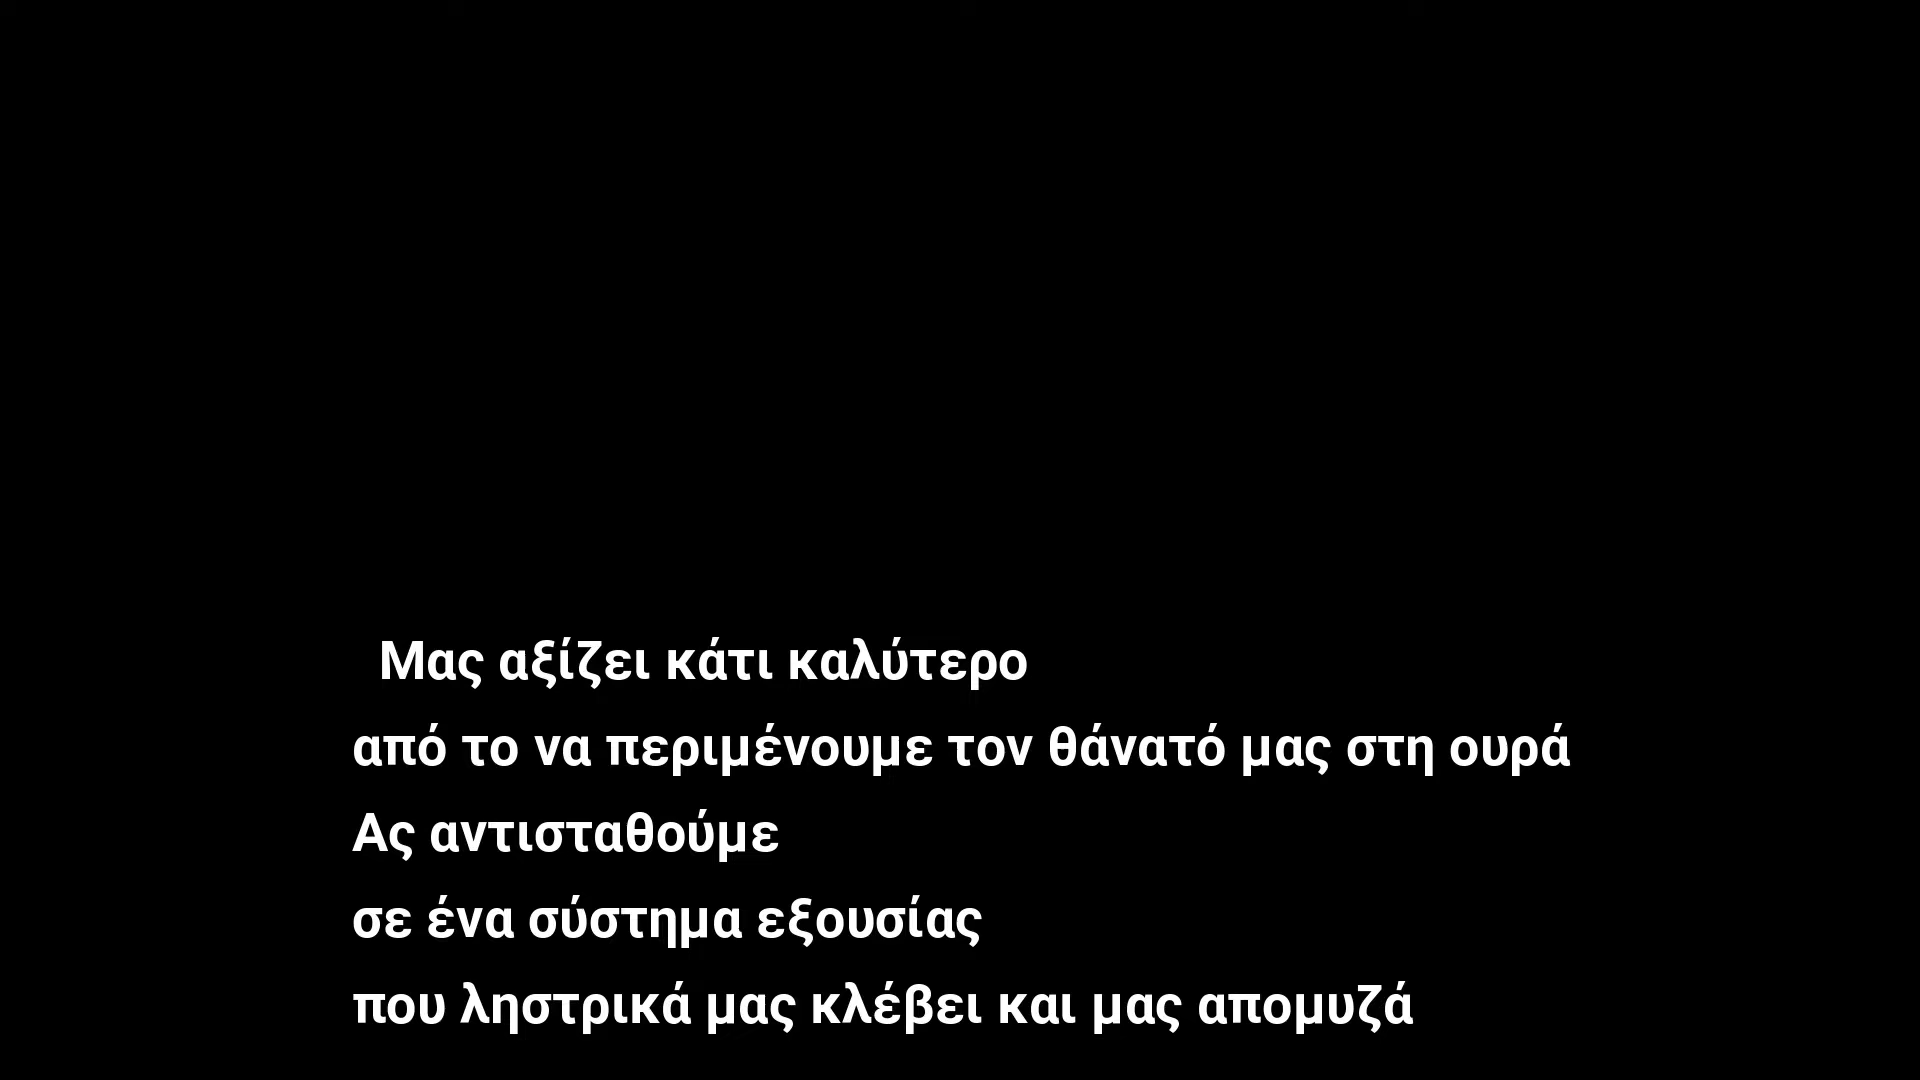 Μας αξίζει κάτι καλύτερο
από το να περιμένουμε τον θάνατό μας στη ουρά
Ας αντισταθούμε
σε ένα σύστημα εξουσίας
που ληστρικά μας κλέβει και μας απομυζά